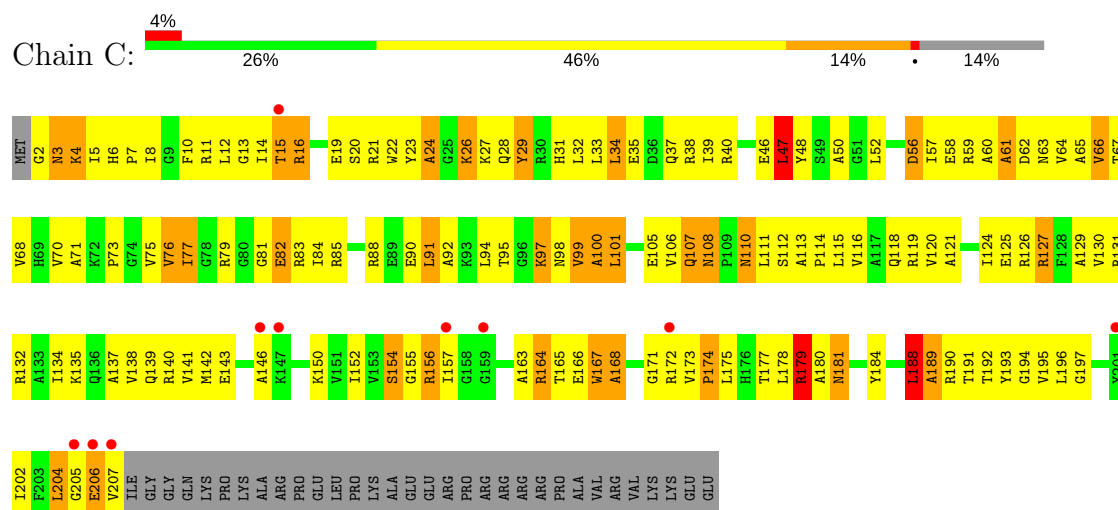 4%
Chain C:
26% 46% 14% • 14%
MET G2 N3 K4 I5 H6 P7 I8 G9 F10 R11 L12 G13 I14 T15 R16 E19 S20 R21 W22 Y23 A24 G25 K26 K27 Q28 Y29 R30 H31 L32 L33 L34 E35 D36 Q37 R38 I39 R40 E46 L47 Y48 S49 A50 G51 L52 D56 I57 E58 R59 A60 A61 D62 N63 V64 A65 V66 T67
V68 H69 V70 A71 K72 P73 G74 V75 V76 I77 G78 R79 G80 G81 E82 R83 I84 R85 R88 E89 E90 L91 A92 K93 L94 T95 G96 K97 N98 V99 A100 L101 E105 V106 Q107 N108 P109 N110 L111 S112 A113 P114 L115 V116 A117 Q118 R119 V120 A121 I124 E125 R126 R127 F128 A129 V130 R131
R132 A133 I134 K135 Q136 A137 V138 Q139 R140 V141 M142 E143 A146 K147 K150 V151 I152 V153 S154 G155 R156 I157 G158 G159 A163 R164 T165 E166 W167 A168 G171 R172 V173 P174 L175 H176 T177 L178 R179 A180 N181 Y184 L188 A189 R190 T191 T192 Y193 G194 V195 L196 G197 Y201
I202 F203 L204 G205 E206 V207 ILE GLY GLY GLN LYS PRO LYS ALA ARG PRO GLU LEU PRO LYS ALA GLU GLU ARG PRO ARG ARG ARG ARG PRO ALA VAL ARG VAL LYS LYS GLU GLU